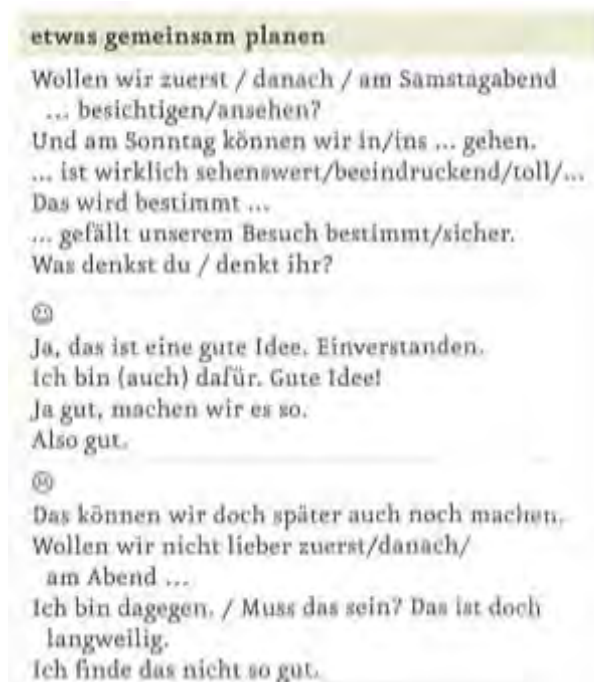 etwas gemeinsam planen
Wollen wir zuerst / danach / am Samstagabend
... besichtigen/ansehen?
Und am Sonntag können wir in/ins ... gehen.
... ist wirklich sehenswert/beeindruckend/toll/...
Das wird bestimmt ...
... gefällt unserem Besuch bestimmt/sicher.
Was denkst du / denkt ihr?
☺
Ja, das ist eine gute Idee. Einverstanden.
Ich bin (auch) dafür. Gute Idee!
Ja gut, machen wir es so.
Also gut.
☹
Das können wir doch später auch noch machen.
Wollen wir nicht lieber zuerst/danach/
am Abend ...
Ich bin dagegen. / Muss das sein? Das ist doch
langweilig.
Ich finde das nicht so gut.